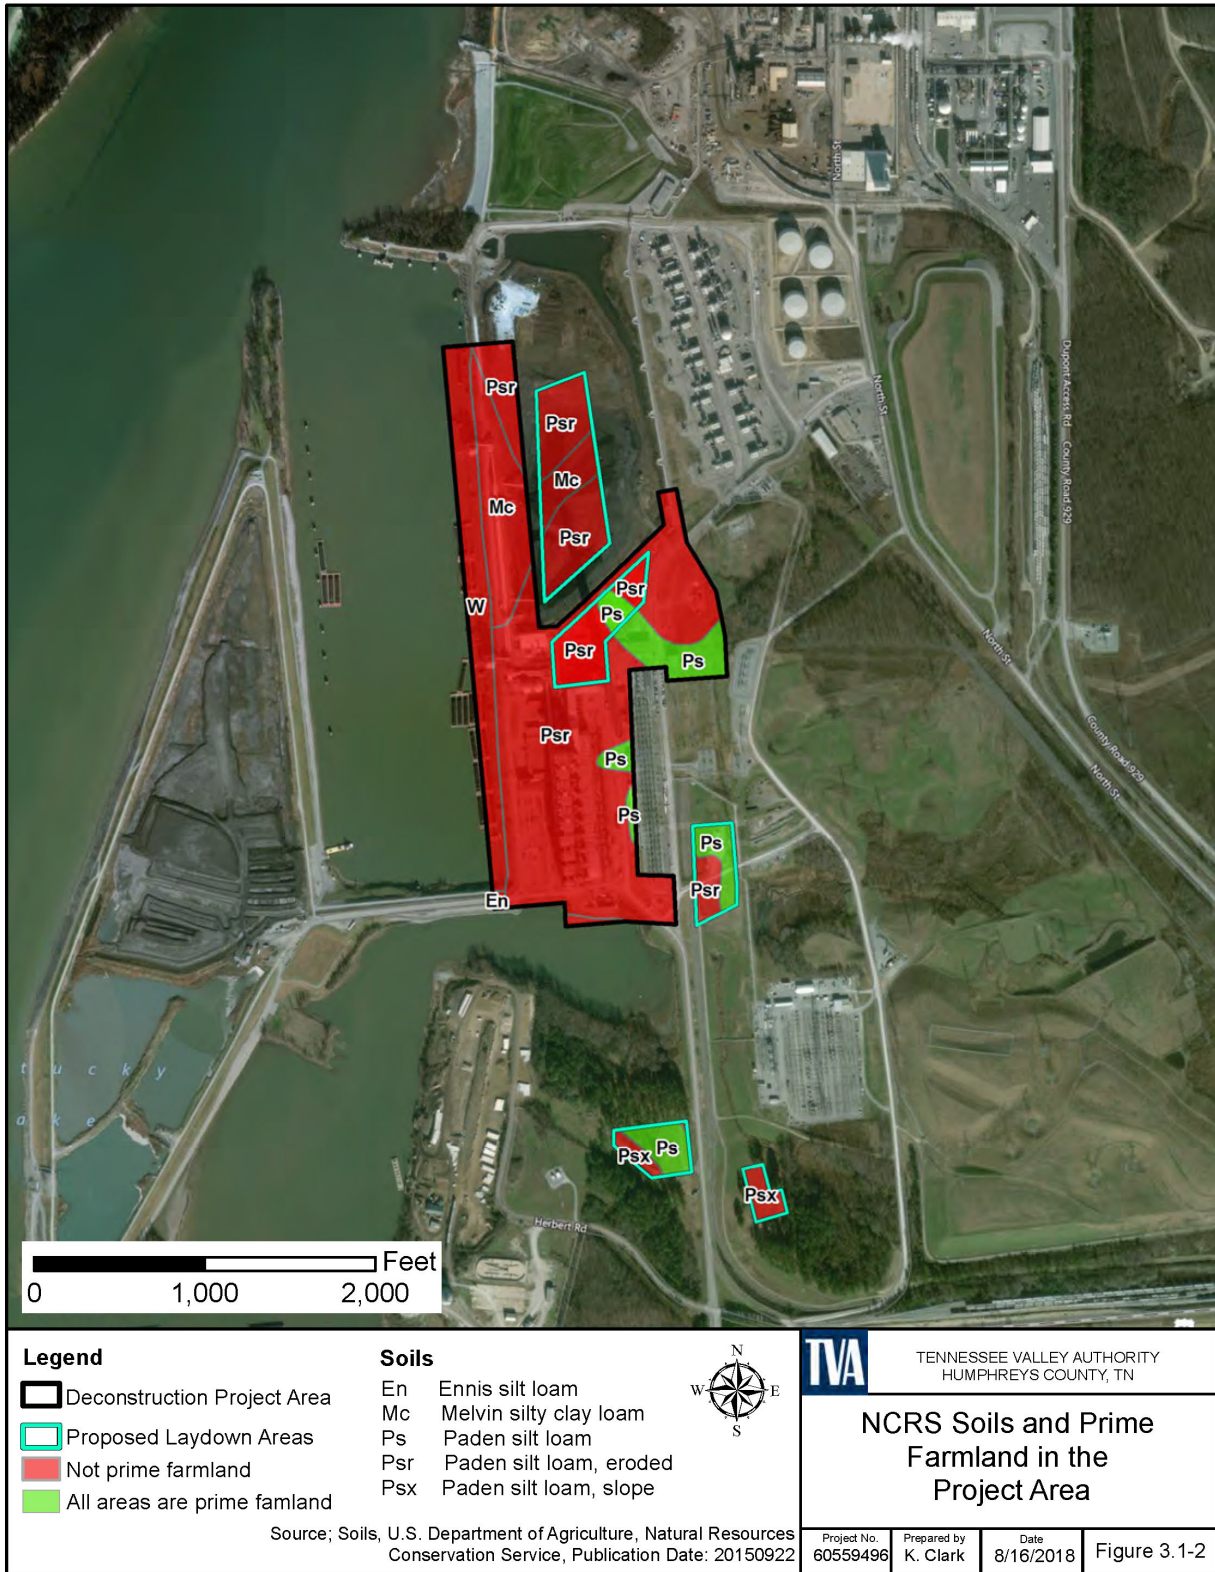 North St
Dupont Access Rd
County Road 929
North St
Psr
Psr
Mc
Mc
Psr
Psr
W
Ps
Psr
Ps
Psr
Ps
Ps
North St
County Road 929
North St
Ps
Psr
En
t u c k y
a k e
Psx
Ps
Psx
Herbert Rd
Feet
0 1,000 2,000
Legend
Deconstruction Project Area
Proposed Laydown Areas
Not prime farmland
All areas are prime famland
Soils
En Ennis silt loam
Mc Melvin silty clay loam
Ps Paden silt loam
Psr Paden silt loam, eroded
Psx Paden silt loam, slope
N
W E
S
Source; Soils, U.S. Department of Agriculture, Natural Resources
Conservation Service, Publication Date: 20150922
TVA
TENNESSEE VALLEY AUTHORITY
HUMPHREYS COUNTY, TN
NCRS Soils and Prime
Farmland in the
Project Area
Project No.
60559496
Prepared by
K. Clark
Date
8/16/2018
Figure 3.1-2